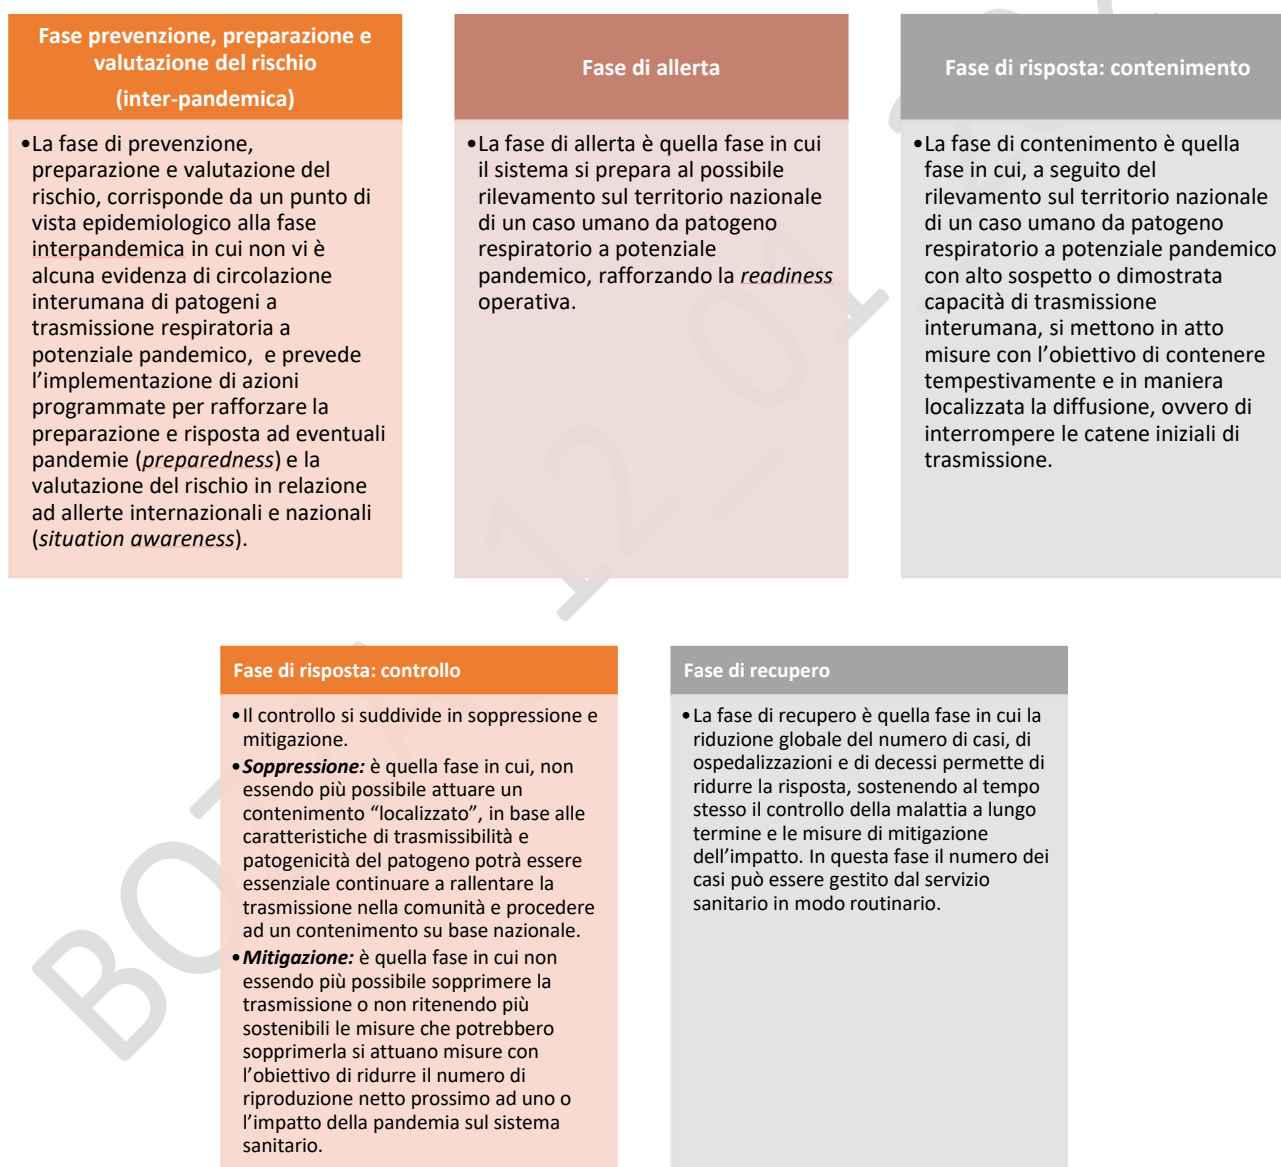 Fase prevenzione, preparazione e
valutazione del rischio
(inter-pandemica)
•La fase di prevenzione,
preparazione e valutazione del
rischio, corrisponde da un punto di
vista epidemiologico alla fase
interpandemica in cui non vi è
alcuna evidenza di circolazione
interumana di patogeni a
trasmissione respiratoria a
potenziale pandemico, e prevede
l'implementazione di azioni
programmate per rafforzare la
preparazione e risposta ad eventuali
pandemie (preparedness) e la
valutazione del rischio in relazione
ad allerte internazionali e nazionali
(situation awareness).
Fase di allerta
•La fase di allerta è quella fase in cui
il sistema si prepara al possibile
rilevamento sul territorio nazionale
di un caso umano da patogeno
respiratorio a potenziale
pandemico, rafforzando la readiness
operativa.
Fase di risposta: contenimento
•La fase di contenimento è quella
fase in cui, a seguito del
rilevamento sul territorio nazionale
di un caso umano da patogeno
respiratorio a potenziale pandemico
con alto sospetto o dimostrata
capacità di trasmissione
interumana, si mettono in atto
misure con l'obiettivo di contenere
tempestivamente e in maniera
localizzata la diffusione, ovvero di
interrompere le catene iniziali di
trasmissione.
Fase di risposta: controllo
•Il controllo si suddivide in soppressione e
mitigazione.
•Soppressione: è quella fase in cui, non
essendo più possibile attuare un
contenimento "localizzato", in base alle
caratteristiche di trasmissibilità e
patogenicità del patogeno potrà essere
essenziale continuare a rallentare la
trasmissione nella comunità e procedere
ad un contenimento su base nazionale.
•Mitigazione: è quella fase in cui non
essendo più possibile sopprimere la
trasmissione o non ritenendo più
sostenibili le misure che potrebbero
sopprimerla si attuano misure con
l'obiettivo di ridurre il numero di
riproduzione netto prossimo ad uno o
l'impatto della pandemia sul sistema
sanitario.
Fase di recupero
•La fase di recupero è quella fase in cui la
riduzione globale del numero di casi, di
ospedalizzazioni e di decessi permette di
ridurre la risposta, sostenendo al tempo
stesso il controllo della malattia a lungo
termine e le misure di mitigazione
dell'impatto. In questa fase il numero dei
casi può essere gestito dal servizio
sanitario in modo routinario.